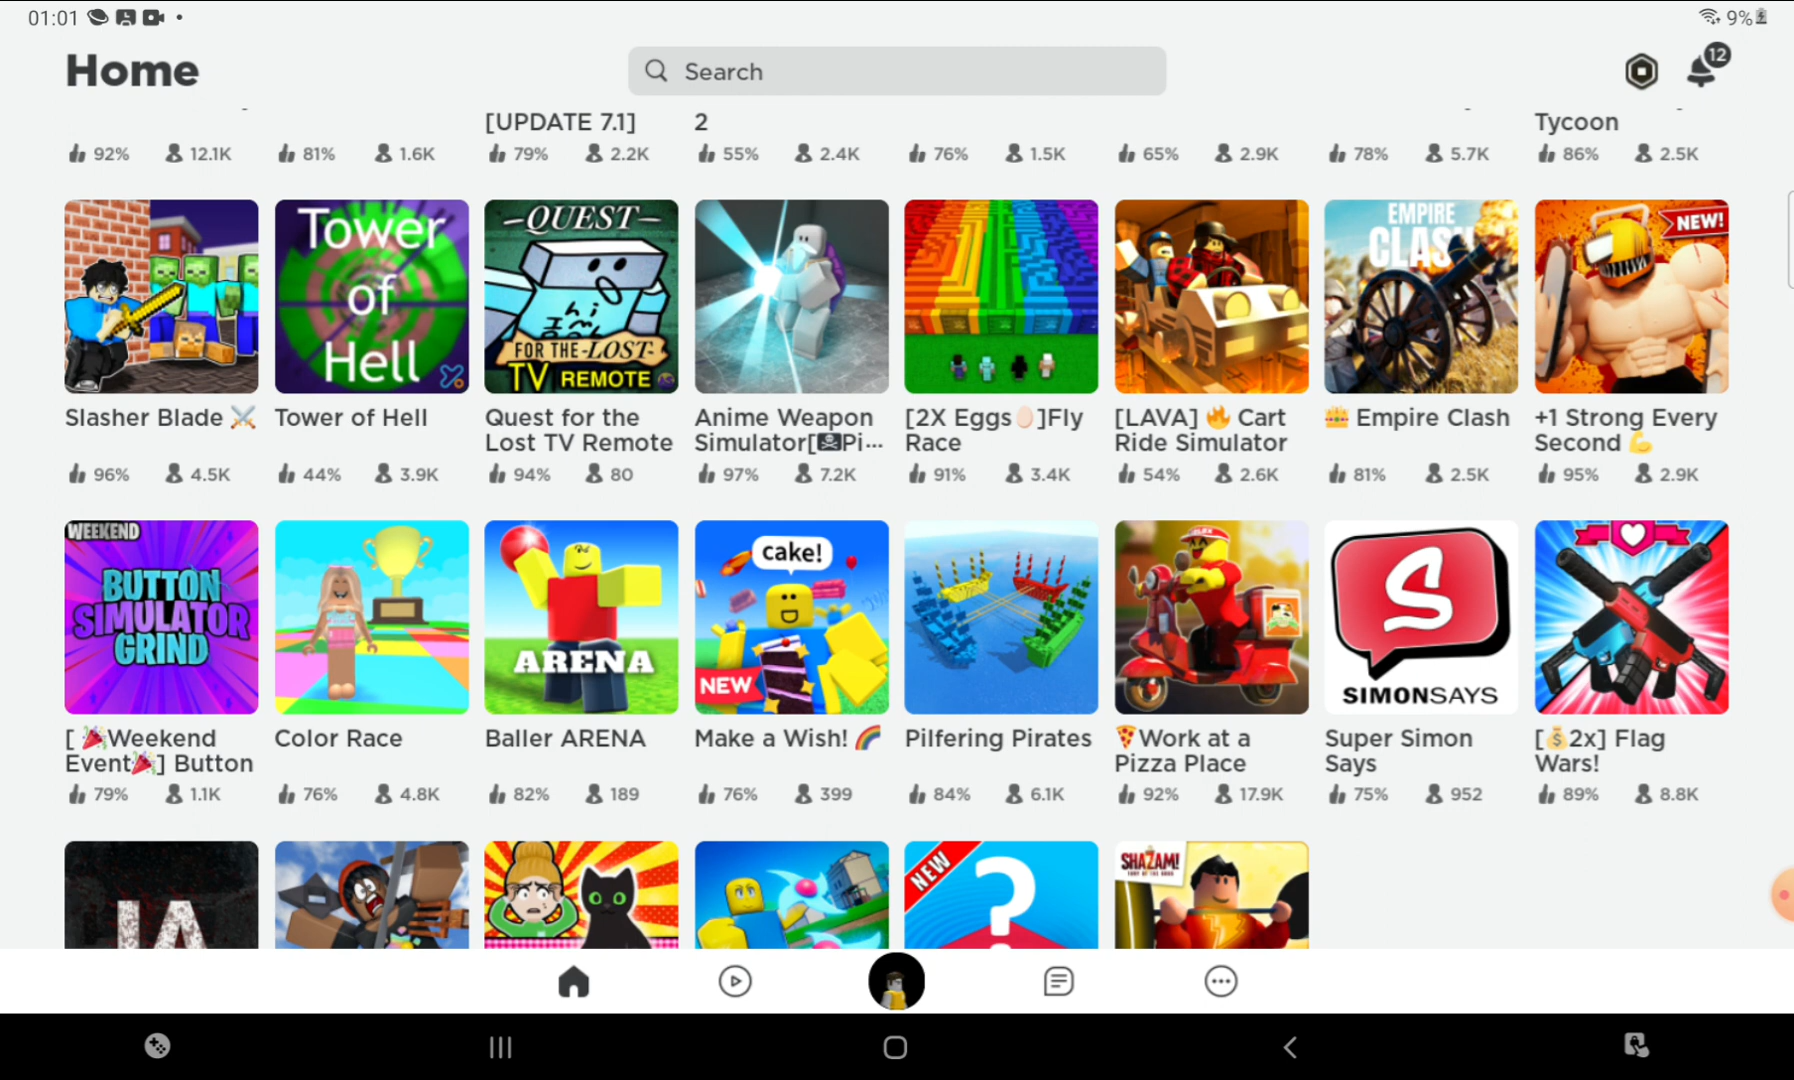 01:01
9%
Home
Search
12
[UPDATE 7.1]
2
Tycoon
92% 12.1K
81% 1.6K
79% 2.2K
55% 2.4K
76% 1.5K
65% 2.9K
78% 5.7K
86% 2.5K
Tower
of
Hell
-QUEST-
FOR THE-LOST-
TV REMOTE
EMPIRE
CLASH
NEW!
Slasher Blade ⚔️
Tower of Hell
Quest for the
Lost TV Remote
Anime Weapon
Simulator[🏴‍☠️Pi...
[2X Eggs🥚]Fly
Race
[LAVA] 🔥 Cart
Ride Simulator
👑 Empire Clash
+1 Strong Every
Second 💪
96% 4.5K
44% 3.9K
94% 80
97% 7.2K
91% 3.4K
54% 2.6K
81% 2.5K
95% 2.9K
WEEKEND
BUTTON
SIMULATOR
GRIND
ARENA
cake!
NEW
SIMONSAYS
[ 🎉Weekend
Event🎉] Button
Color Race
Baller ARENA
Make a Wish! 🌈
Pilfering Pirates
🍕Work at a
Pizza Place
Super Simon
Says
[💰2x] Flag
Wars!
79% 1.1K
76% 4.8K
82% 189
76% 399
84% 6.1K
92% 17.9K
75% 952
89% 8.8K
NEW
?
SHAZAM!